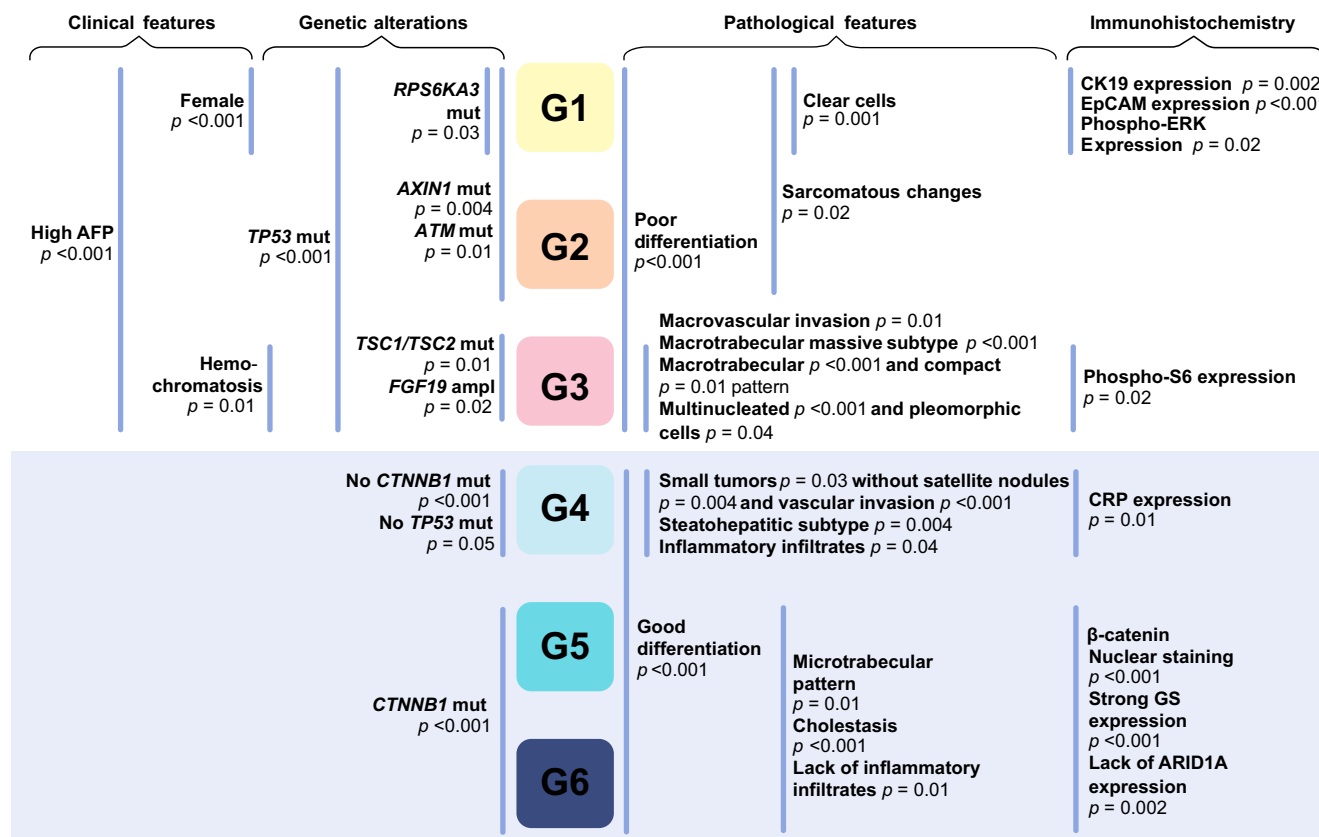 Clinical features
Genetic alterations
Pathological features
Immunohistochemistry
High AFP
p <0.001
Female
p <0.001
Hemo-
chromatosis
p = 0.01
TP53 mut
p <0.001
RPS6KA3
mut
p = 0.03
AXIN1 mut
p = 0.004
ATM mut
p = 0.01
TSC1/TSC2 mut
p = 0.01
FGF19 ampl
p = 0.02
No CTNNB1 mut
p <0.001
No TP53 mut
p = 0.05
CTNNB1 mut
p <0.001
G1
G2
G3
G4
G5
G6
Poor
differentiation
p<0.001
Clear cells
p = 0.001
Sarcomatous changes
p = 0.02
Macrovascular invasion p = 0.01
Macrotrabecular massive subtype p <0.001
Macrotrabecular p <0.001 and compact
p = 0.01 pattern
Multinucleated p <0.001 and pleomorphic
cells p = 0.04
Small tumors p = 0.03 without satellite nodules
p = 0.004 and vascular invasion p <0.001
Steatohepatitic subtype p = 0.004
Inflammatory infiltrates p = 0.04
Good
differentiation
p <0.001
Microtrabecular
pattern
p = 0.01
Cholestasis
p <0.001
Lack of inflammatory
infiltrates p = 0.01
CK19 expression p = 0.002
EpCAM expression p <0.001
Phospho-ERK
Expression p = 0.02
Phospho-S6 expression
p = 0.02
CRP expression
p = 0.01
β-catenin
Nuclear staining
p <0.001
Strong GS
expression
p <0.001
Lack of ARID1A
expression
p = 0.002